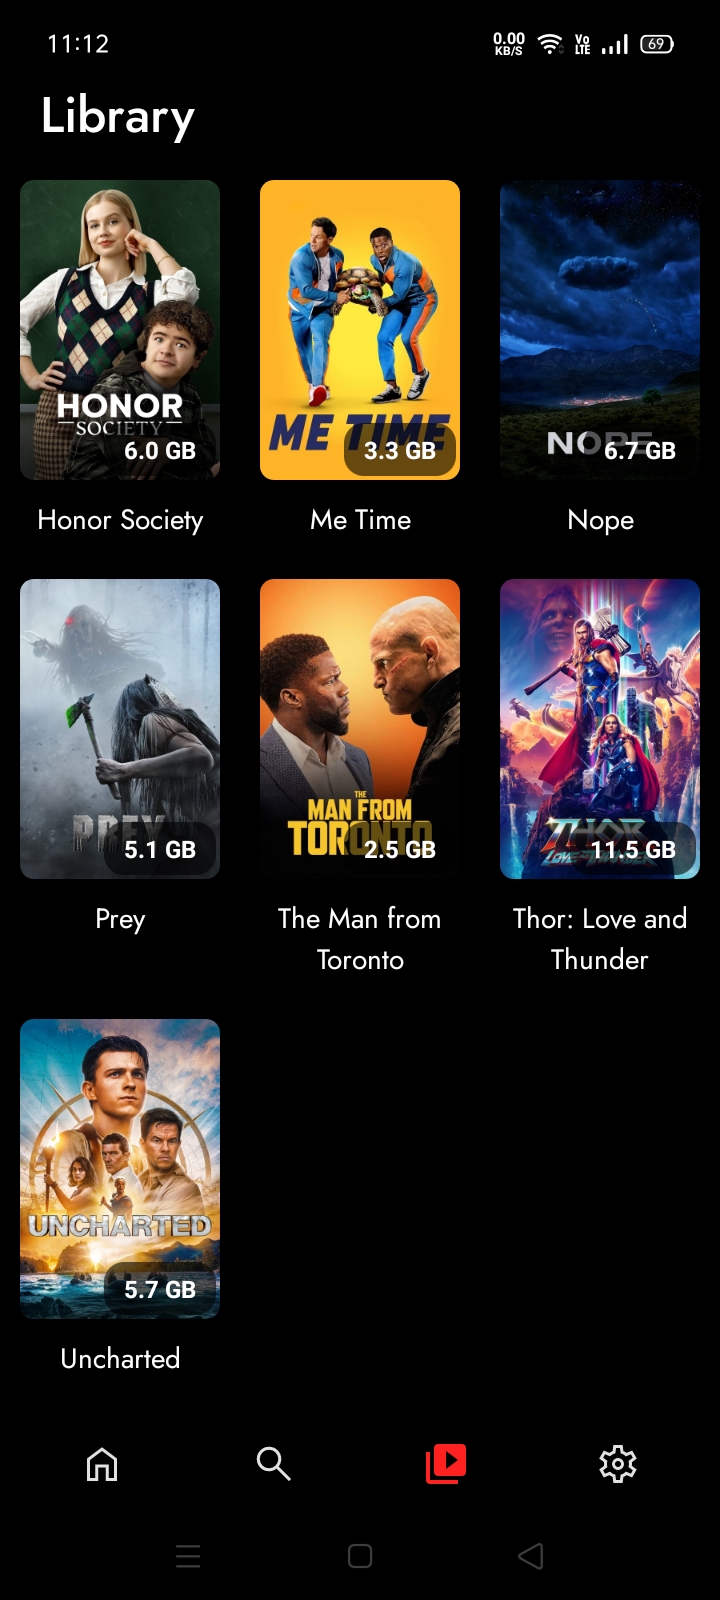 11:12
0.00
KB/S
Vo
LTE
69
Library
HONOR
SOCIETY
6.0 GB
ME TIME
3.3 GB
NOPE
6.7 GB
Honor Society
Me Time
Nope
PREY
5.1 GB
THE
MAN FROM
TORONTO
2.5 GB
THOR
LOVE AND THUNDER
11.5 GB
Prey
The Man from
Toronto
Thor: Love and
Thunder
UNCHARTED
5.7 GB
Uncharted